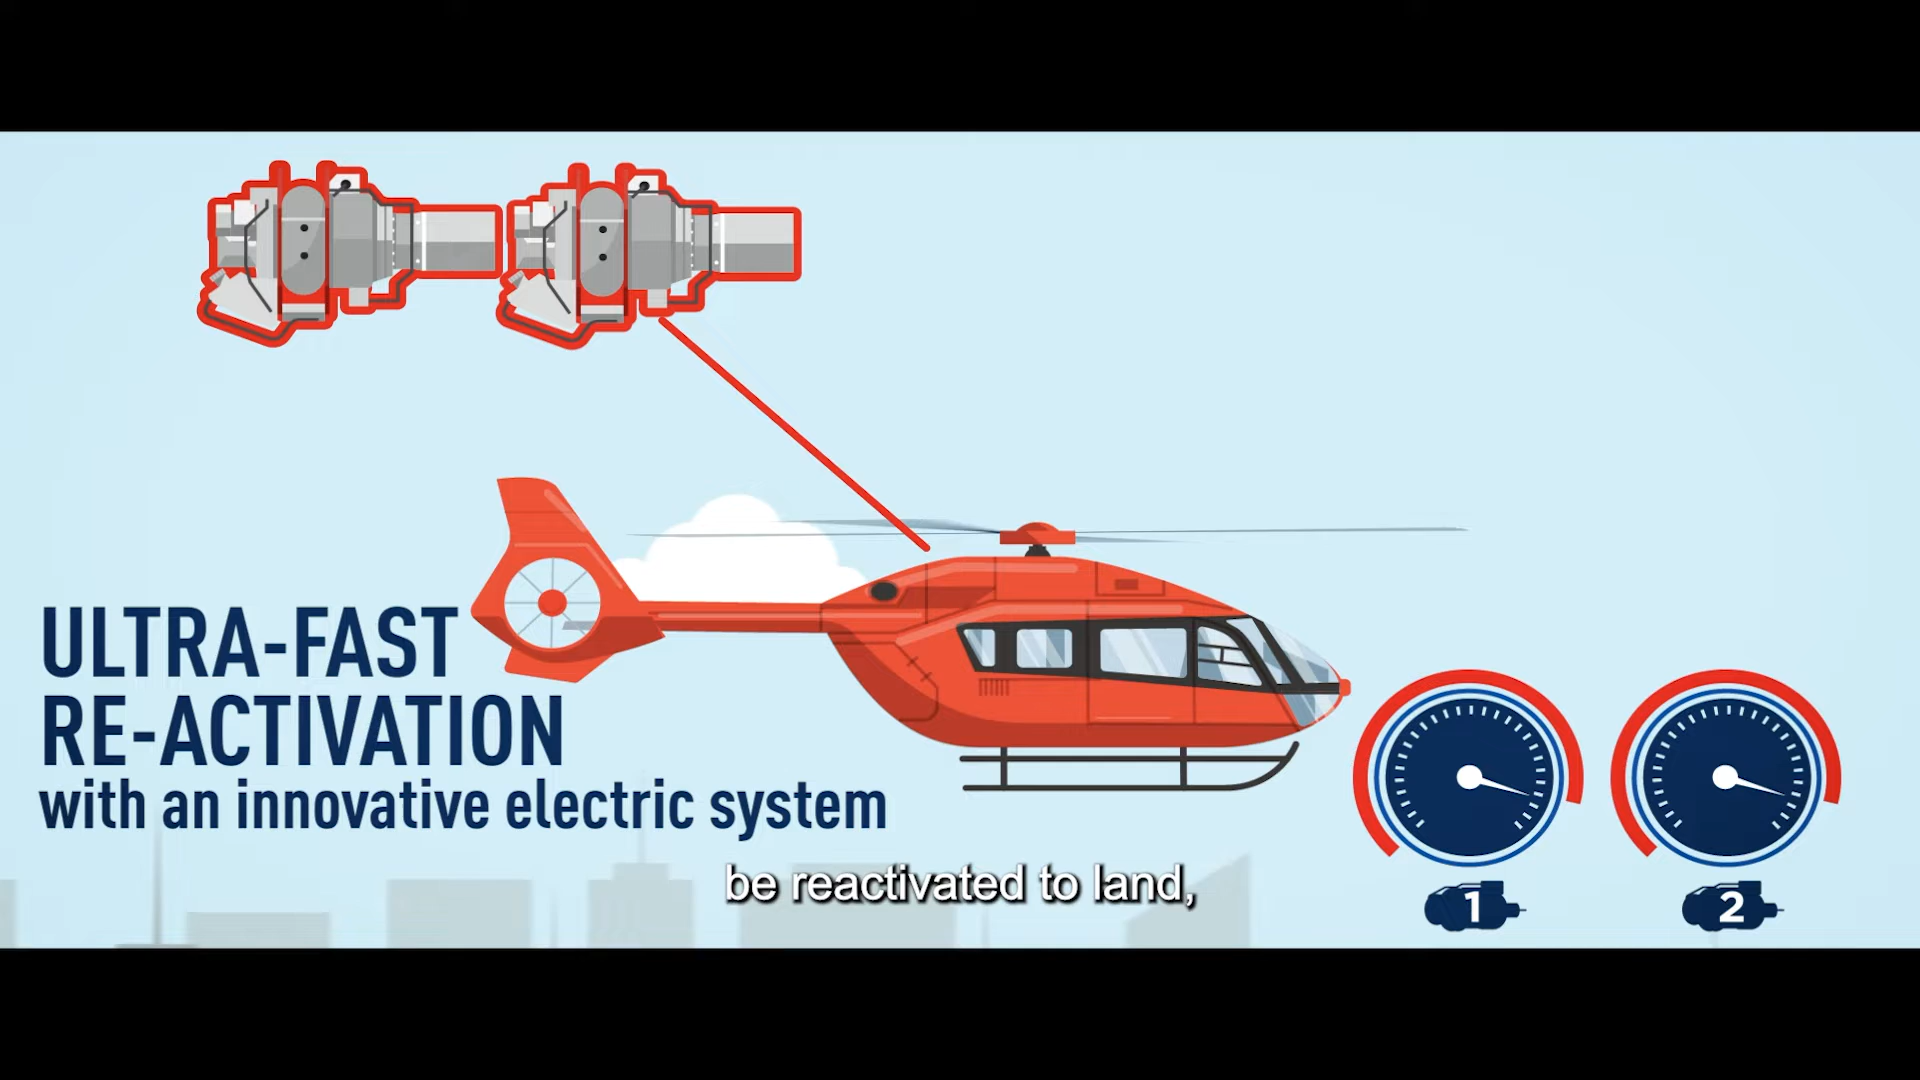 ULTRA-FAST
RE-ACTIVATION
with an innovative electric system
be reactivated to land,
1
2